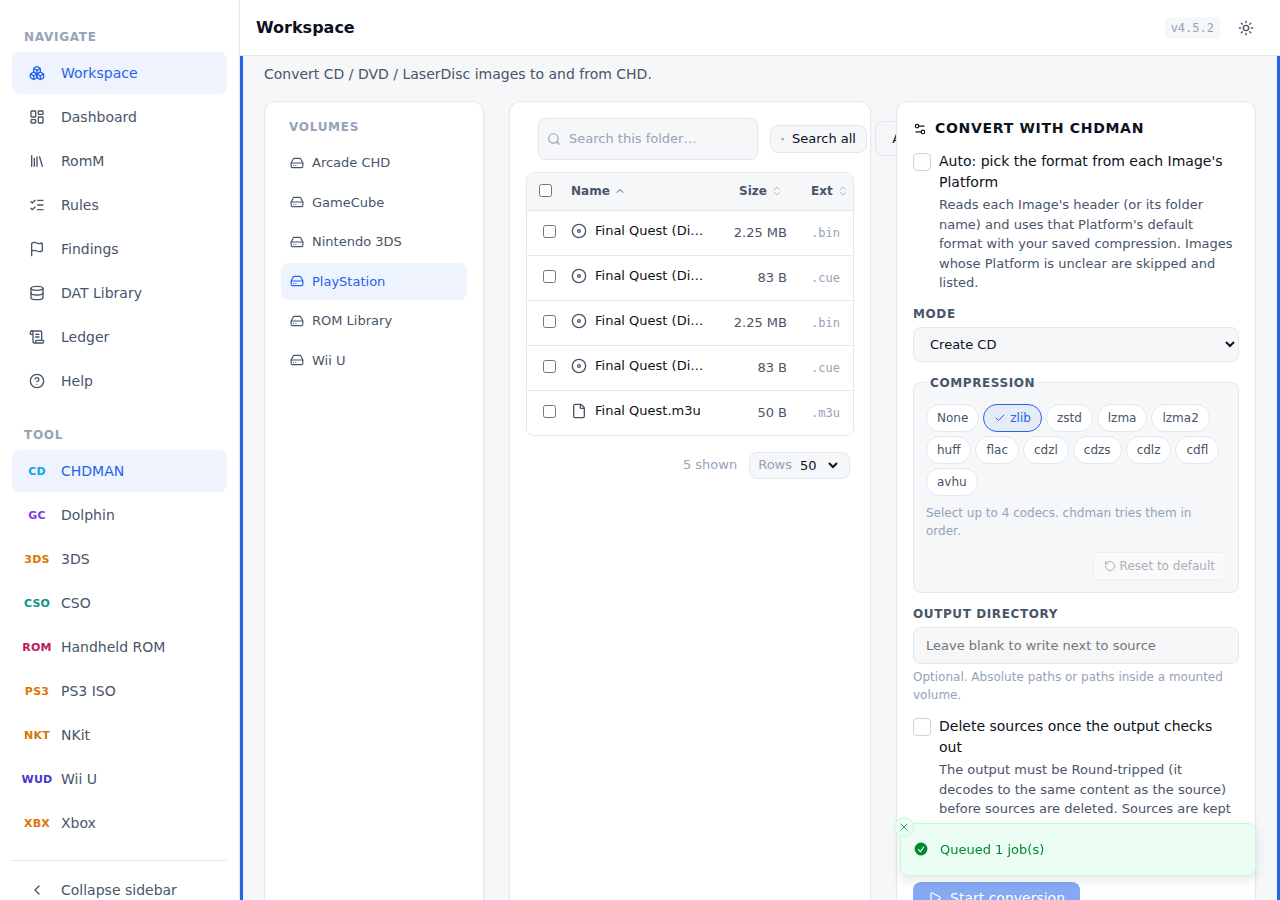 NAVIGATE
Workspace
Dashboard
RomM
Rules
Findings
DAT Library
Ledger
Help
TOOL
CD CHDMAN
GC Dolphin
3DS 3DS
CSO CSO
ROM Handheld ROM
PS3 PS3 ISO
NKT NKit
WUD Wii U
XBX Xbox
Collapse sidebar
Workspace
v4.5.2
Convert CD / DVD / LaserDisc images to and from CHD.
VOLUMES
Arcade CHD
GameCube
Nintendo 3DS
PlayStation
ROM Library
Wii U
Search this folder…
Search all
Name Size Ext
Final Quest (Di… 2.25 MB .bin
Final Quest (Di… 83 B .cue
Final Quest (Di… 2.25 MB .bin
Final Quest (Di… 83 B .cue
Final Quest.m3u 50 B .m3u
5 shown Rows 50
CONVERT WITH CHDMAN
Auto: pick the format from each Image's
Platform
Reads each Image's header (or its folder
name) and uses that Platform's default
format with your saved compression. Images
whose Platform is unclear are skipped and
listed.
MODE
Create CD
COMPRESSION
None zlib zstd lzma lzma2
huff flac cdzl cdzs cdlz cdfl
avhu
Select up to 4 codecs. chdman tries them in
order.
Reset to default
OUTPUT DIRECTORY
Leave blank to write next to source
Optional. Absolute paths or paths inside a mounted
volume.
Delete sources once the output checks
out
The output must be Round-tripped (it
decodes to the same content as the source)
before sources are deleted. Sources are kept
Queued 1 job(s)
Start conversion